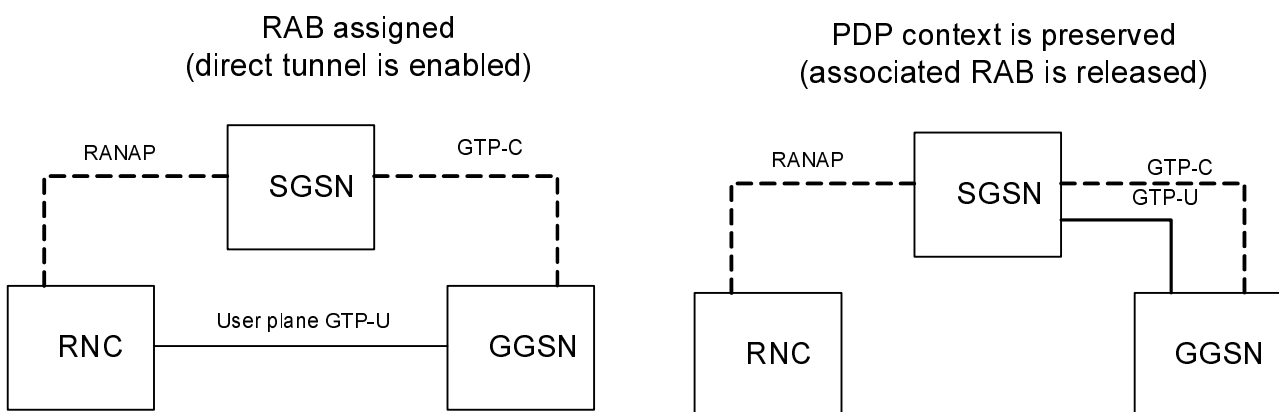 RAB assigned
(direct tunnel is enabled)
RANAP
GTP-C
SGSN
RNC
User plane GTP-U
GGSN
PDP context is preserved
(associated RAB is released)
RANAP
SGSN
GTP-C
GTP-U
RNC
GGSN